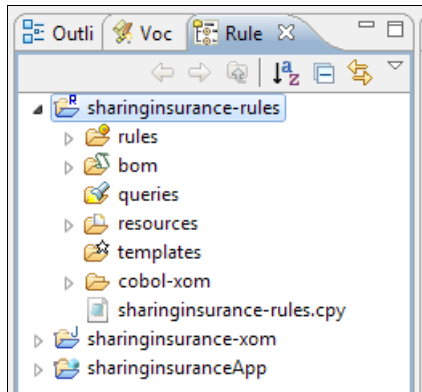 Outli Voc Rule
sharinginsurance-rules
rules
bom
queries
resources
templates
cobol-xom
sharinginsurance-rules.cpy
sharinginsurance-xom
sharinginsuranceApp